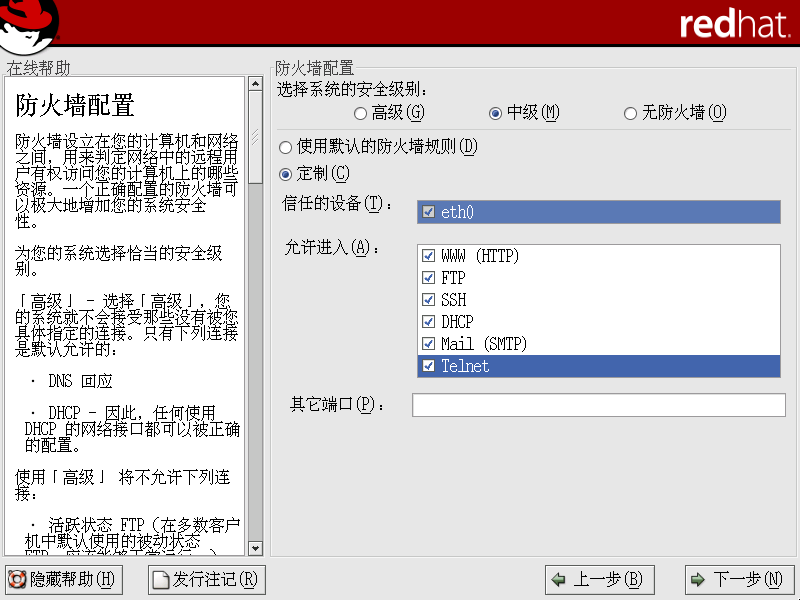 redhat.
在线帮助
防火墙配置
防火墙设立在您的计算机和网络
之间，用来判定网络中的远程用
户有权访问您的计算机上的哪些
资源。一个正确配置的防火墙可
以极大地增加您的系统安全
性。
为您的系统选择恰当的安全级
别。
「高级」 - 选择「高级」，您
的系统就不会接受那些没有被您
具体指定的连接。只有下列连接
是默认允许的：
· DNS 回应
· DHCP - 因此，任何使用
DHCP 的网络接口都可以被正确
的配置。
使用「高级」 将不允许下列连
接：
· 活跃状态 FTP（在多数客户
机中默认使用的被动状态
防火墙配置
选择系统的安全级别：
高级(G) 中级(M) 无防火墙(O)
使用默认的防火墙规则(D)
定制(C)
信任的设备(T)： eth0
允许进入(A)： WWW (HTTP)
FTP
SSH
DHCP
Mail (SMTP)
Telnet
其它端口(P)：
隐藏帮助(H) 发行注记(R) 上一步(B) 下一步(N)